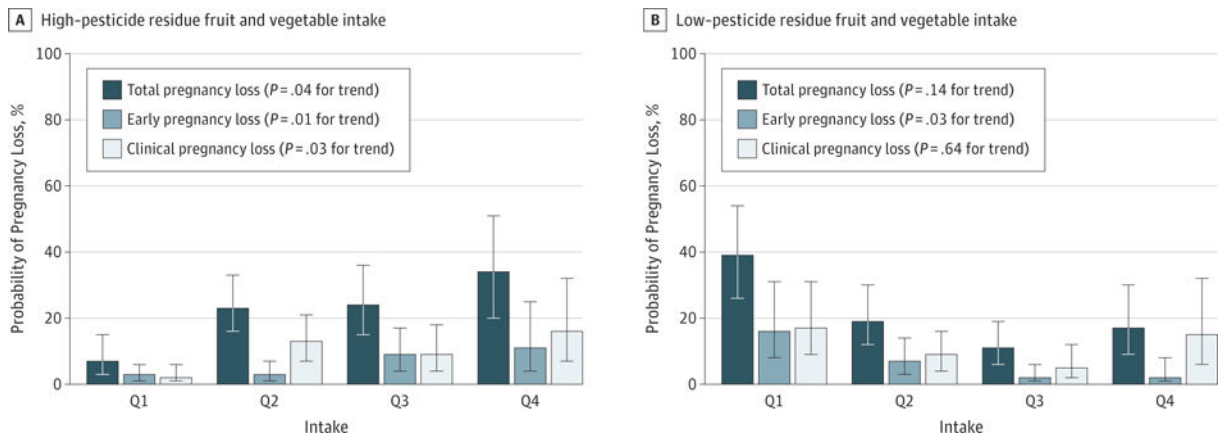 A High-pesticide residue fruit and vegetable intake
100
80
60
40
20
0
Probability of Pregnancy Loss, %
Total pregnancy loss (P = .04 for trend)
Early pregnancy loss (P = .01 for trend)
Clinical pregnancy loss (P = .03 for trend)
Q1 Q2 Q3 Q4
Intake
B Low-pesticide residue fruit and vegetable intake
100
80
60
40
20
0
Probability of Pregnancy Loss, %
Total pregnancy loss (P = .14 for trend)
Early pregnancy loss (P = .03 for trend)
Clinical pregnancy loss (P = .64 for trend)
Q1 Q2 Q3 Q4
Intake